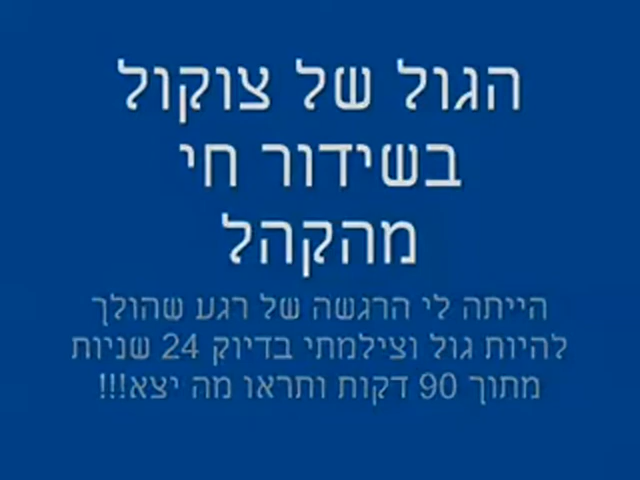 הגול של צוקול
בשידור חי
מהקהל
הייתה לי הרגשה של רגע שהולך
להיות גול וצילמתי בדיוק 24 שניות
מתוך 90 דקות ותראו מה יצא!!!